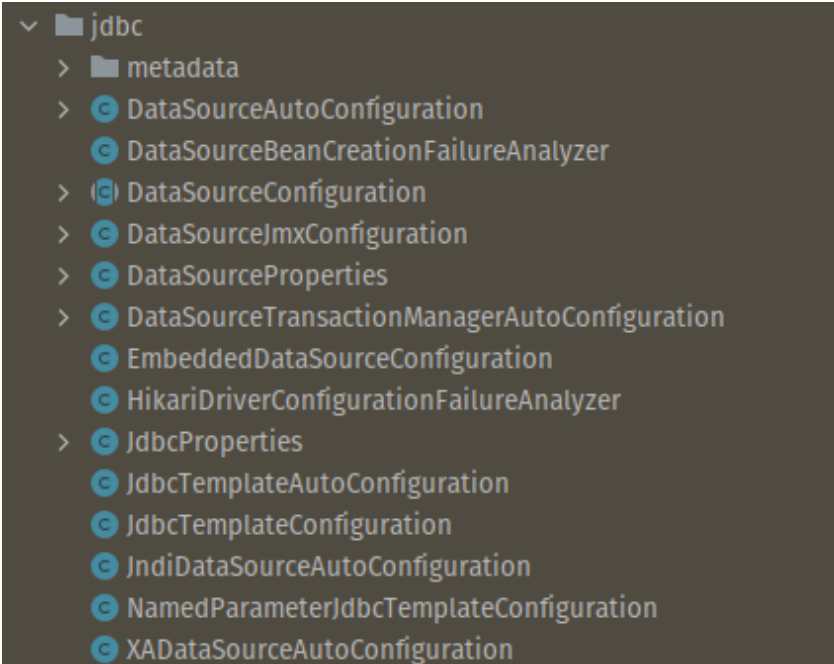 jdbc
metadata
DataSourceAutoConfiguration
DataSourceBeanCreationFailureAnalyzer
DataSourceConfiguration
DataSourceJmxConfiguration
DataSourceProperties
DataSourceTransactionManagerAutoConfiguration
EmbeddedDataSourceConfiguration
HikariDriverConfigurationFailureAnalyzer
JdbcProperties
JdbcTemplateAutoConfiguration
JdbcTemplateConfiguration
JndiDataSourceAutoConfiguration
NamedParameterJdbcTemplateConfiguration
XADataSourceAutoConfiguration